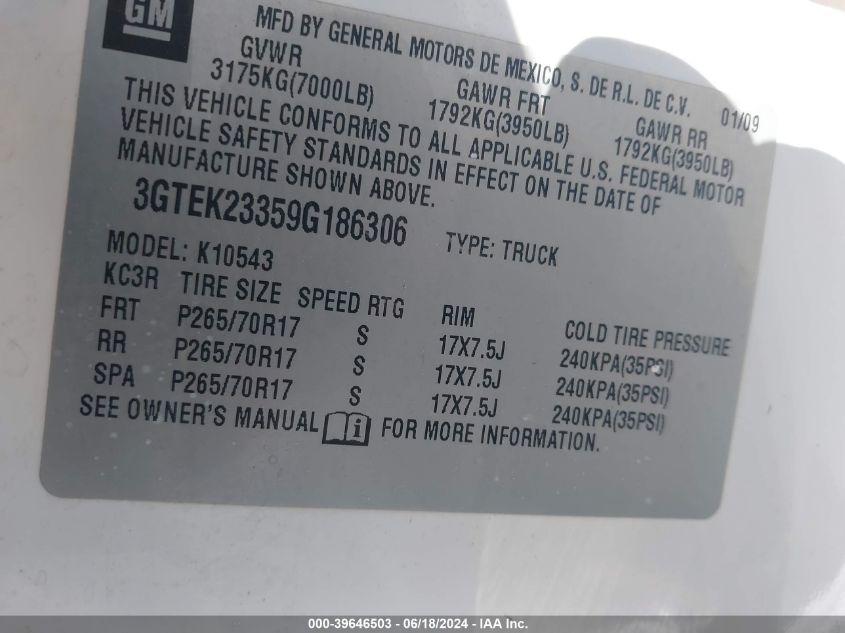 GM
MFD BY GENERAL MOTORS DE MEXICO, S. DE R.L. DE C.V. 01/09
GVWR GAWR FRT GAWR RR
3175KG(7000LB) 1792KG(3950LB) 1792KG(3950LB)
THIS VEHICLE CONFORMS TO ALL APPLICABLE U.S. FEDERAL MOTOR
VEHICLE SAFETY STANDARDS IN EFFECT ON THE DATE OF
MANUFACTURE SHOWN ABOVE.
3GTEK23359G186306 TYPE: TRUCK
MODEL: K10543
KC3R TIRE SIZE SPEED RTG RIM COLD TIRE PRESSURE
FRT P265/70R17 S 17X7.5J 240KPA(35PSI)
RR P265/70R17 S 17X7.5J 240KPA(35PSI)
SPA P265/70R17 S 17X7.5J 240KPA(35PSI)
SEE OWNER'S MANUAL i FOR MORE INFORMATION.
000-39646503 - 06/18/2024 - IAA Inc.